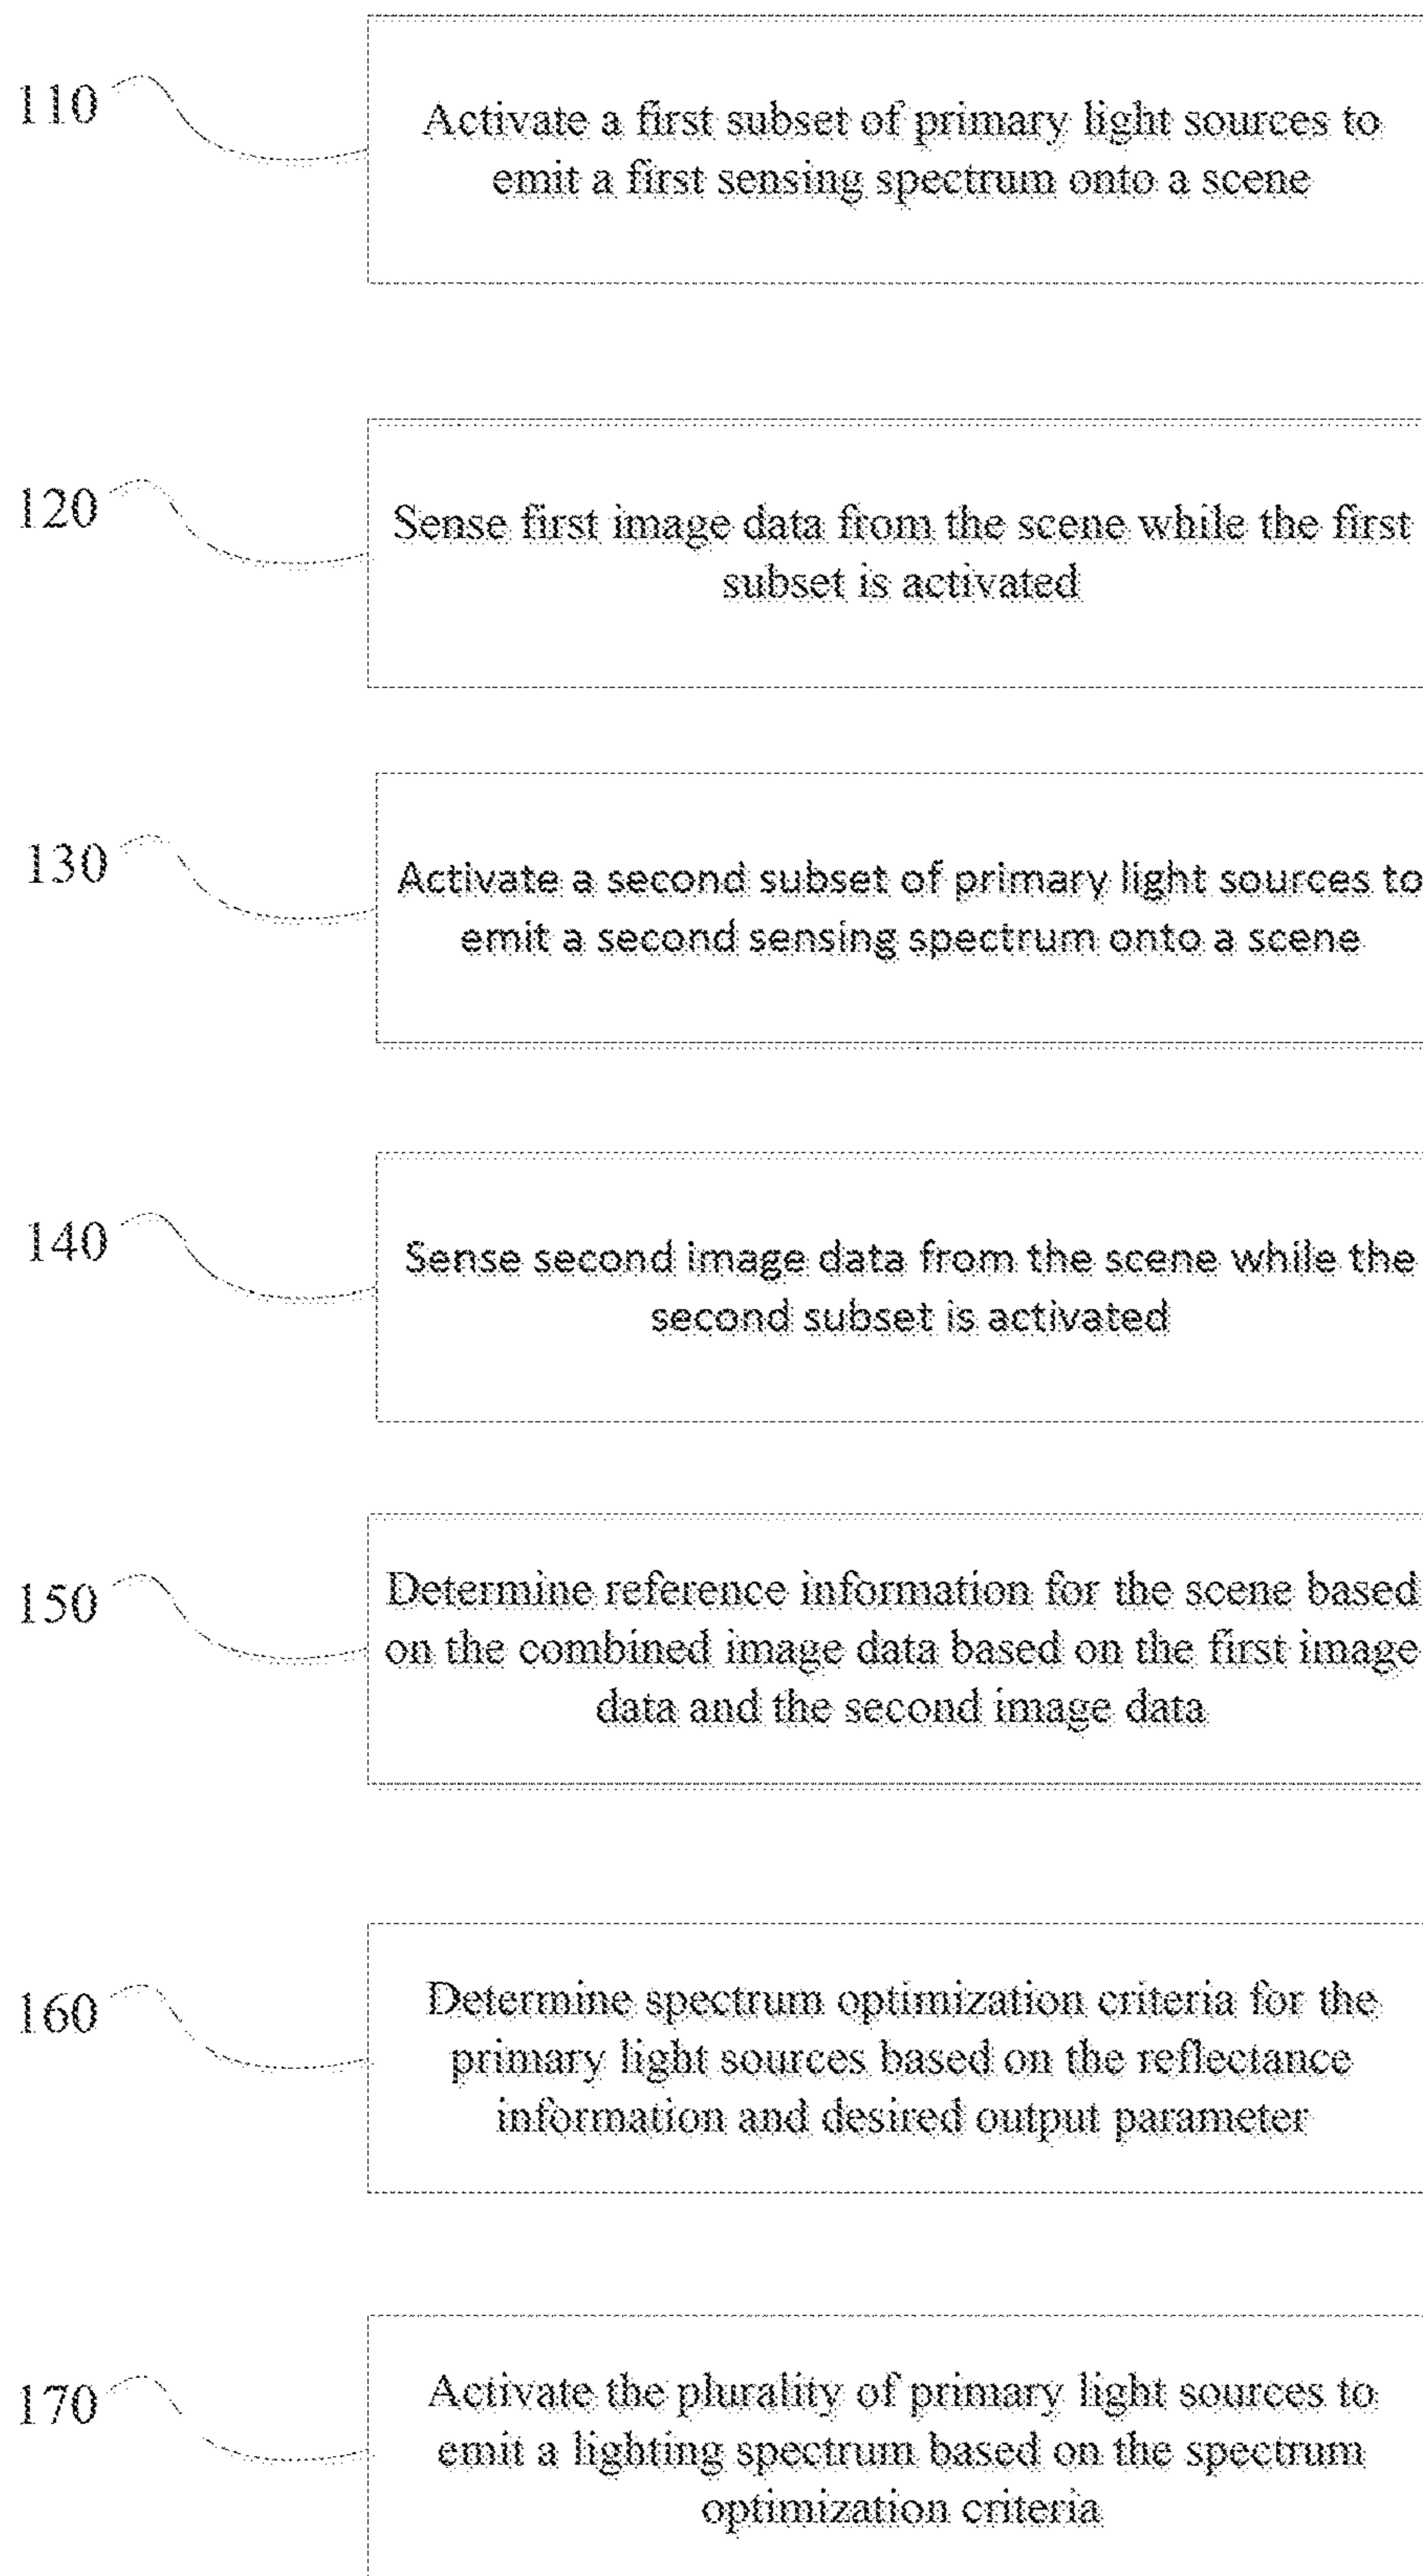 110
Activate a first subset of primary light sources to
emit a first sensing spectrum onto a scene
120
Sense first image data from the scene while the first
subset is activated
130
Activate a second subset of primary light sources to
emit a second sensing spectrum onto a scene
140
Sense second image data from the scene while the
second subset is activated
150
Determine reference information for the scene based
on the combined image data based on the first image
data and the second image data
160
Determine spectrum optimization criteria for the
primary light sources based on the reflectance
information and desired output parameter
170
Activate the plurality of primary light sources to
emit a lighting spectrum based on the spectrum
optimization criteria